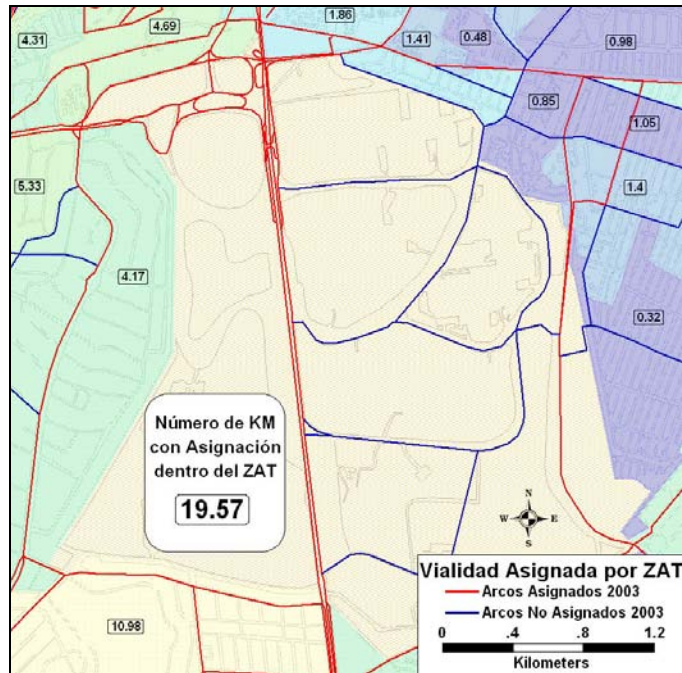 1.86
4.69
4.31
1.41
0.48
0.98
0.85
1.05
5.33
1.4
4.17
0.32
Número de KM
con Asignación
dentro del ZAT
19.57
N
W E
S
Vialidad Asignada por ZAT
Arcos Asignados 2003
Arcos No Asignados 2003
0 .4 .8 1.2
Kilometers
10.98